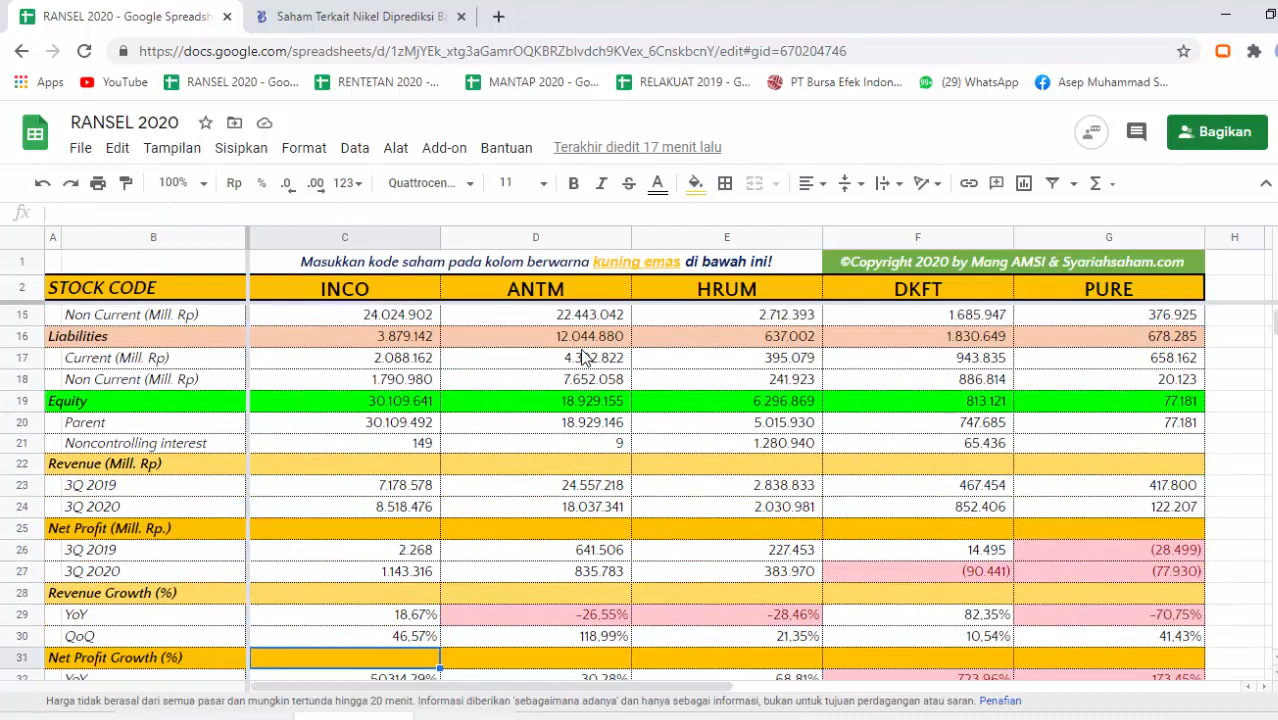 RANSEL 2020 - Google Spreadsh
Saham Terkait Nikel Diprediksi Ba
https://docs.google.com/spreadsheets/d/1zMjYEk_xtg3aGamrOQKBRZbIvdch9KVex_6CnskbcnY/edit#gid=670204746
Apps YouTube RANSEL 2020 - Goo... RENTETAN 2020 -... MANTAP 2020 - Go... RELAKUAT 2019 - G... PT Bursa Efek Indon... (29) WhatsApp Asep Muhammad S...
RANSEL 2020
File Edit Tampilan Sisipkan Format Data Alat Add-on Bantuan Terakhir diedit 17 menit lalu
Bagikan
100% Rp % .0 .00 123 Quattrocen... 11 B I S A
fx
A B C D E F G H
1 Masukkan kode saham pada kolom berwarna kuning emas di bawah ini! ©Copyright 2020 by Mang AMSI & Syariahsaham.com
2 STOCK CODE INCO ANTM HRUM DKFT PURE
15 Non Current (Mill. Rp) 24.024.902 22.443.042 2.712.393 1.685.947 376.925
16 Liabilities 3.879.142 12.044.880 637.002 1.830.649 678.285
17 Current (Mill. Rp) 2.088.162 395.079 943.835 658.162
18 Non Current (Mill. Rp) 1.790.980 7.652.058 241.923 886.814 20.123
19 Equity 30.109.641 18.929.155 6.296.869 813.121 77.181
20 Parent 30.109.492 18.929.146 5.015.930 747.685 77.181
21 Noncontrolling interest 149 9 1.280.940 65.436
22 Revenue (Mill. Rp)
23 3Q 2019 7.178.578 24.557.218 2.838.833 467.454 417.800
24 3Q 2020 8.518.476 18.037.341 2.030.981 852.406 122.207
25 Net Profit (Mill. Rp.)
26 3Q 2019 2.268 641.506 227.453 14.495 (28.499)
27 3Q 2020 1.143.316 835.783 383.970 (90.441) (77.930)
28 Revenue Growth (%)
29 YoY 18,67% -26,55% -28,46% 82,35% -70,75%
30 QoQ 46,57% 118,99% 21,35% 10,54% 41,43%
31 Net Profit Growth (%)
32 YoY 50314,29% 30,28% 68,81% -723,96% -173,45%
Harga tidak berasal dari semua pasar dan mungkin tertunda hingga 20 menit. Informasi diberikan 'sebagaimana adanya' dan hanya sebagai informasi, bukan untuk tujuan perdagangan atau saran. Penafian